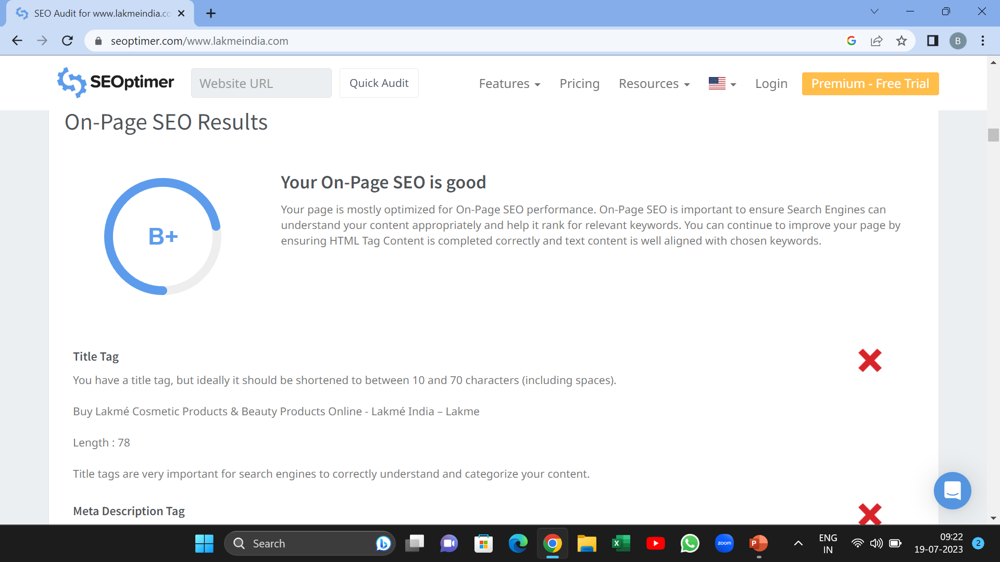 SEO Audit for www.lakmeindia.co
seoptimer.com/www.lakmeindia.com
B
SEOptimer
Website URL
Quick Audit
Features
Pricing
Resources
Login
Premium - Free Trial
On-Page SEO Results
B+
Your On-Page SEO is good
Your page is mostly optimized for On-Page SEO performance. On-Page SEO is important to ensure Search Engines can
understand your content appropriately and help it rank for relevant keywords. You can continue to improve your page by
ensuring HTML Tag Content is completed correctly and text content is well aligned with chosen keywords.
Title Tag
You have a title tag, but ideally it should be shortened to between 10 and 70 characters (including spaces).
Buy Lakmé Cosmetic Products & Beauty Products Online - Lakmé India – Lakme
Length : 78
Title tags are very important for search engines to correctly understand and categorize your content.
Meta Description Tag
Search
zoom
ENG
IN
09:22
19-07-2023
2